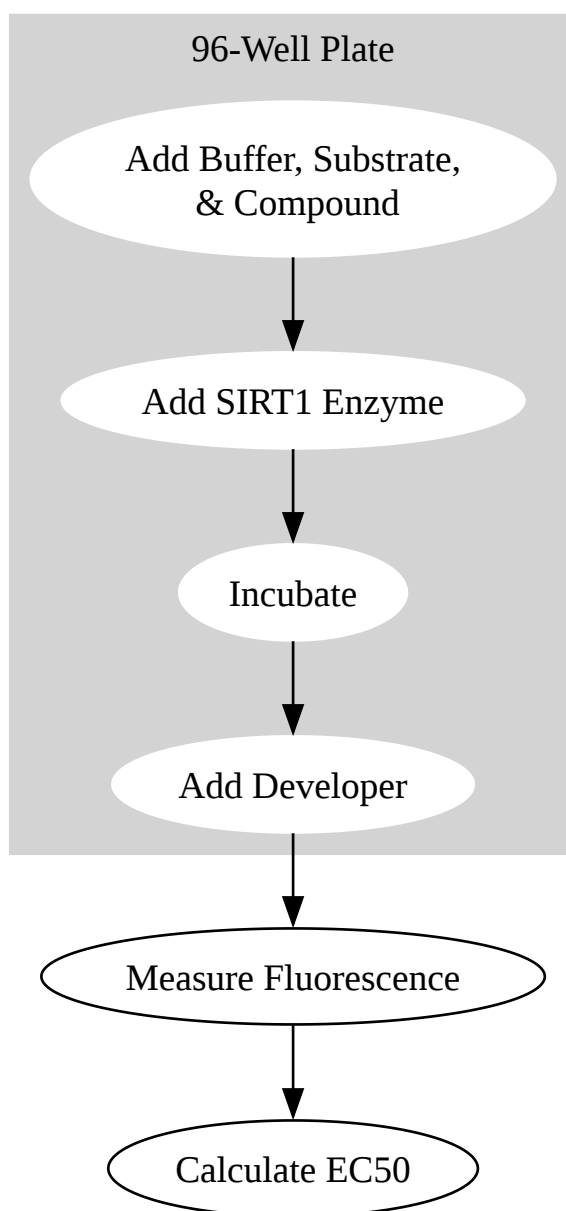 96-Well Plate
Add Buffer, Substrate,
& Compound
Add SIRT1 Enzyme
Incubate
Add Developer
Measure Fluorescence
Calculate EC50